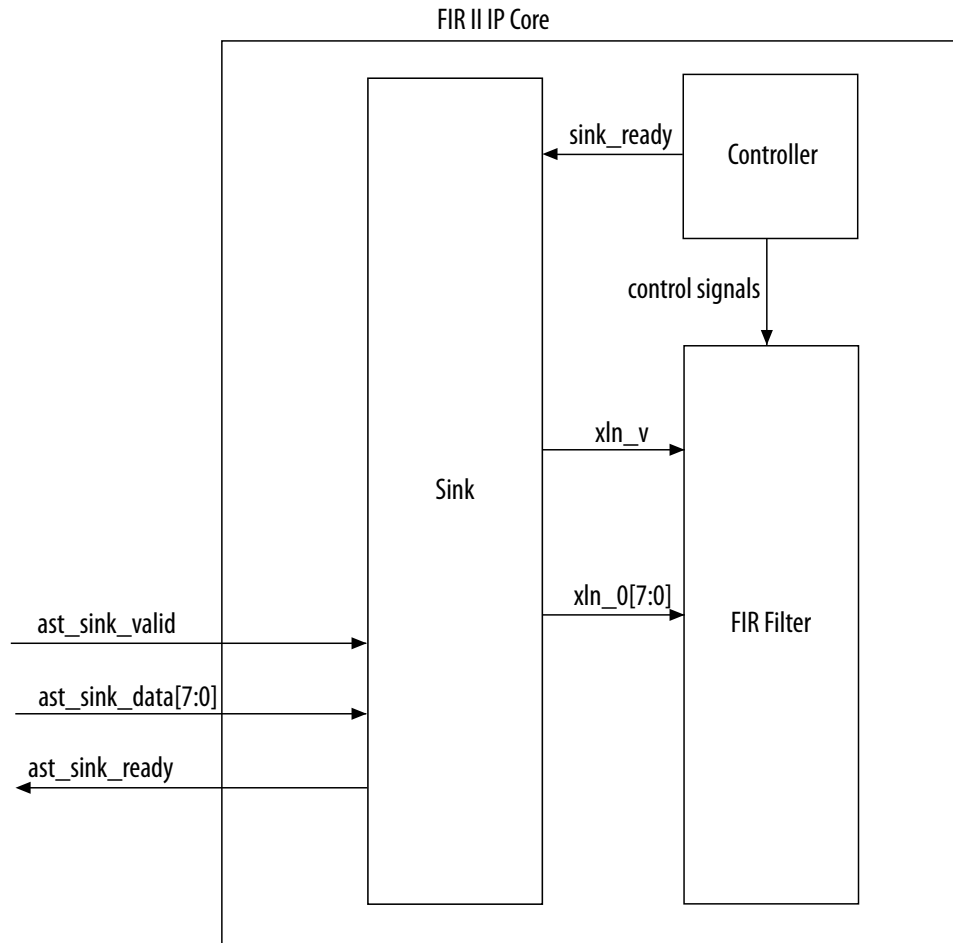 FIR II IP Core
sink_ready
Controller
control signals
xln_v
Sink
xln_0[7:0]
FIR Filter
ast_sink_valid
ast_sink_data[7:0]
ast_sink_ready